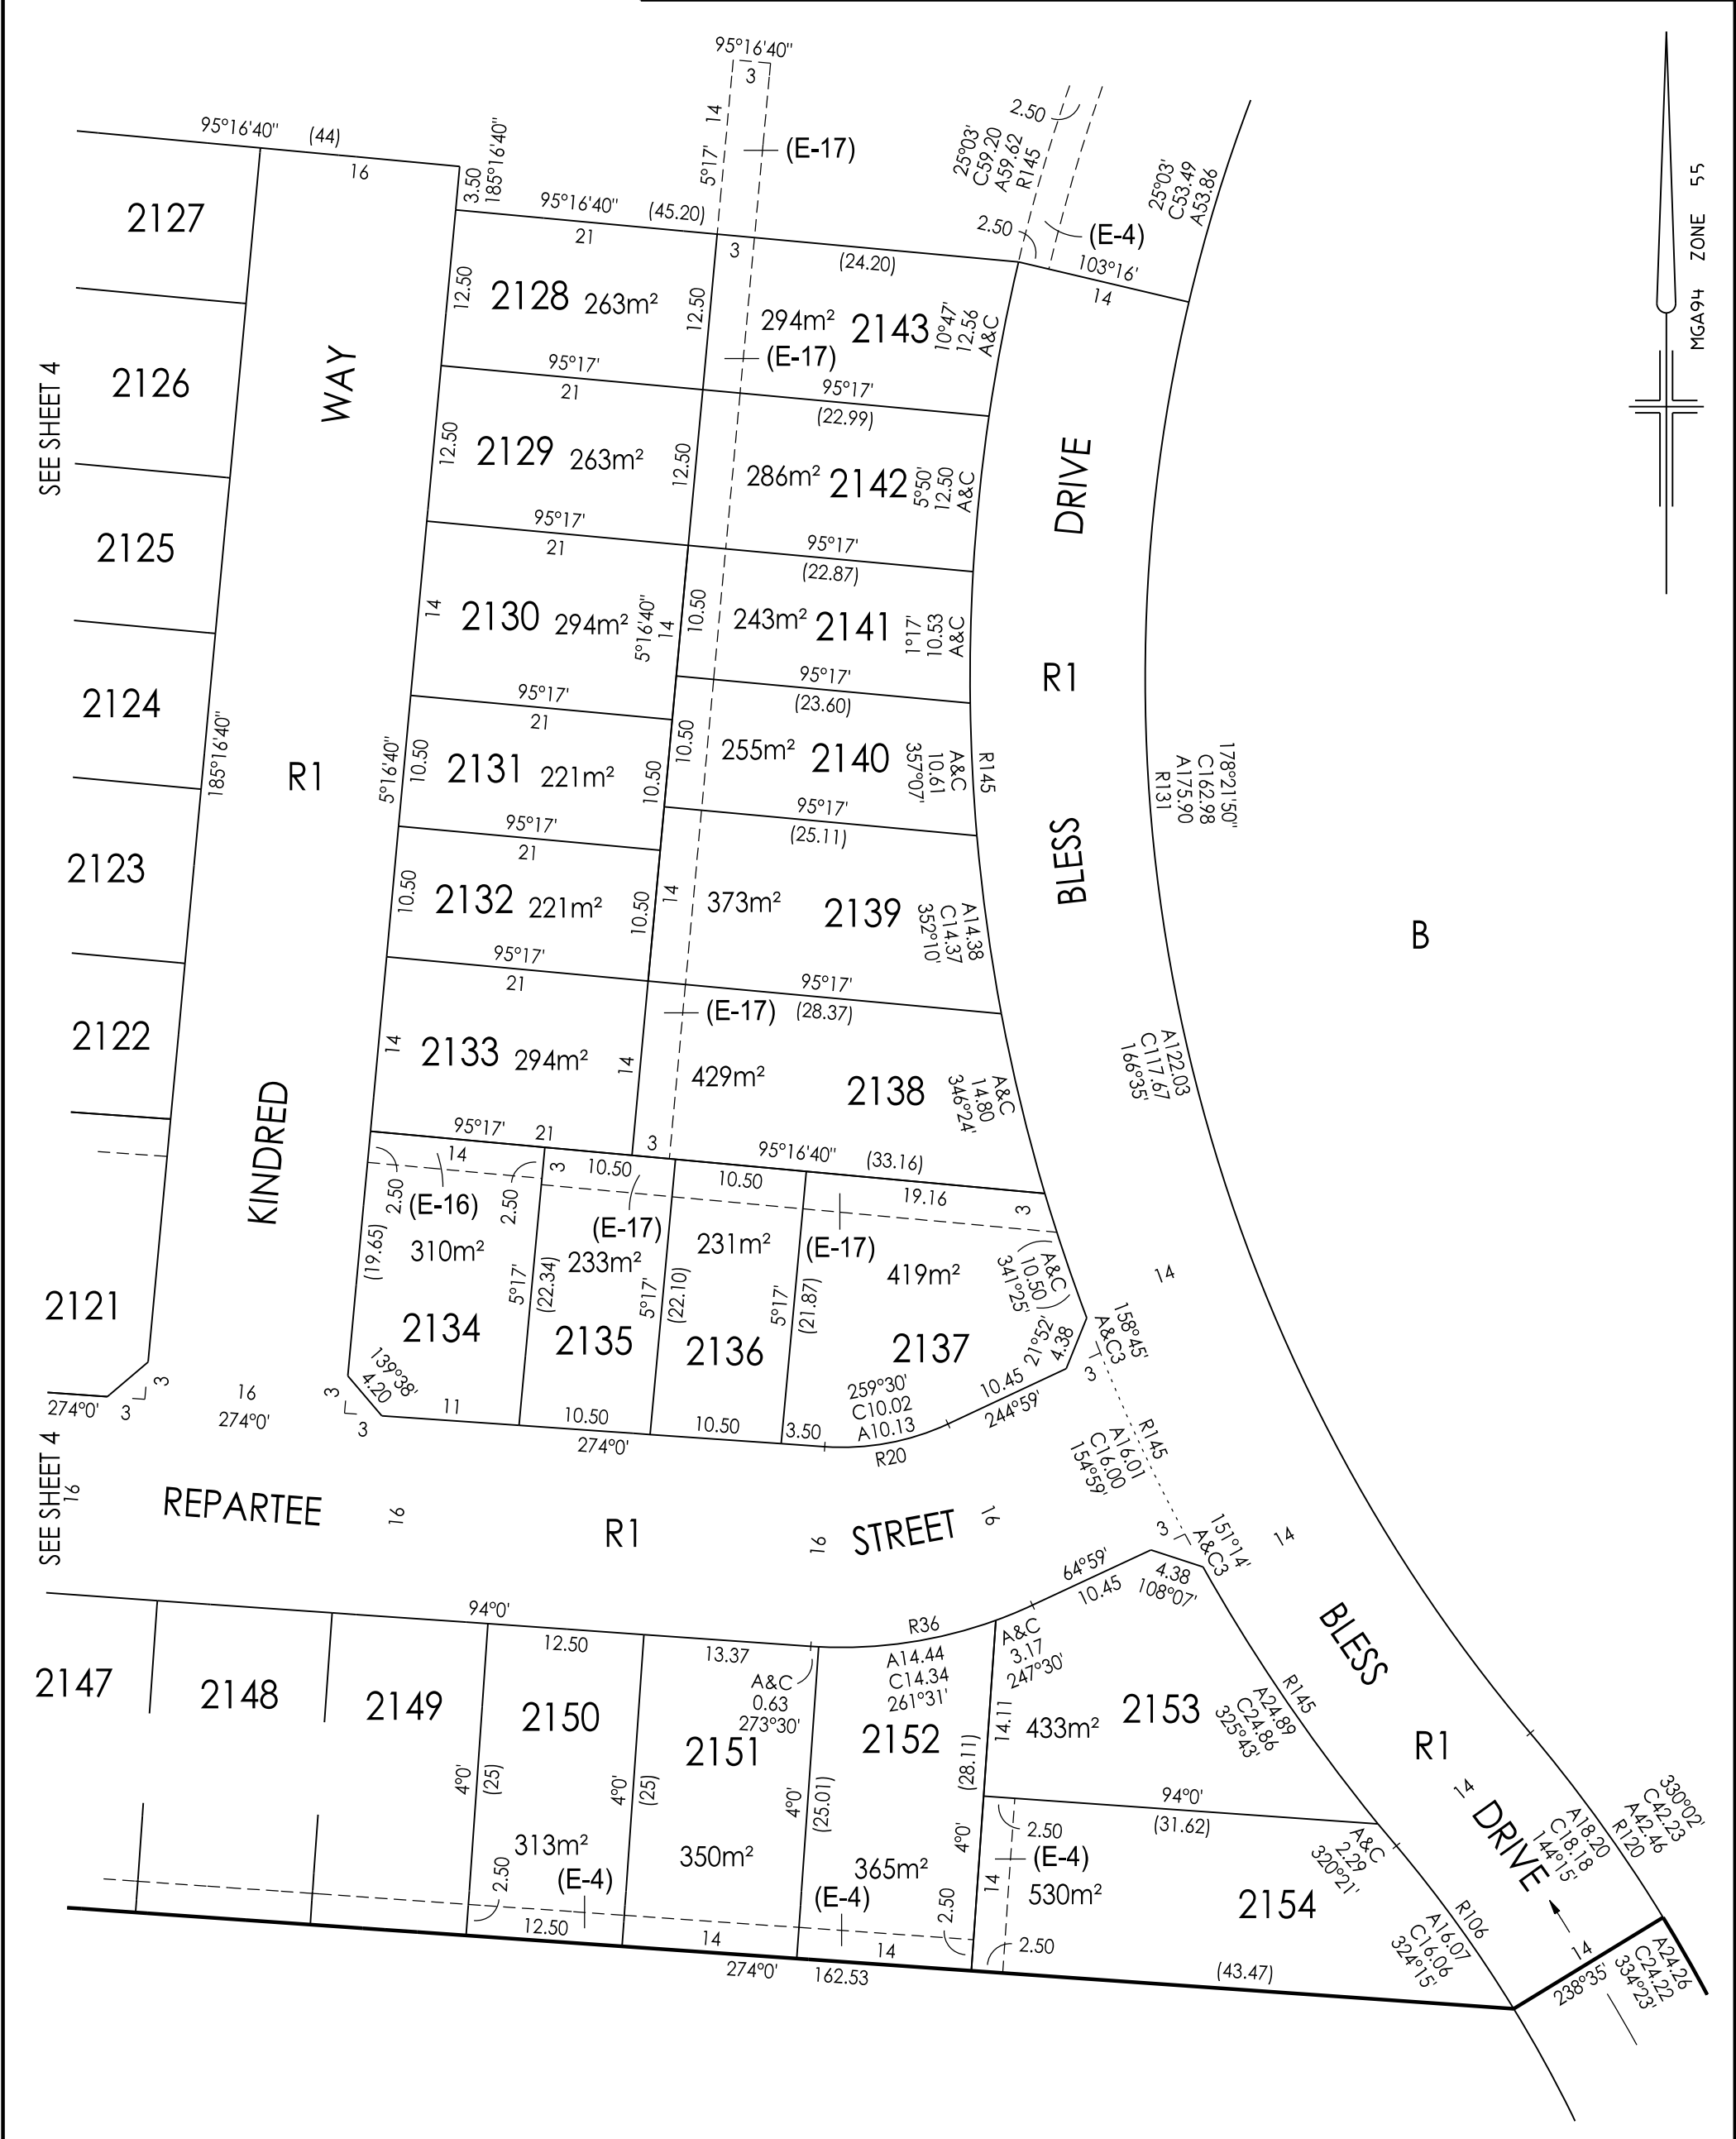 95°16'40"
3
14
5°17'
(E-17)
2.50
25°03'
C59.20
A59.62
R145
25°03'
C53.49
A53.86
2.50
(E-4)
103°16'
14
MGA94 ZONE 55
95°16'40" (44)
16
3.50
185°16'40"
95°16'40" (45.20)
21
3
(24.20)
2127
12.50
2128 263m²
12.50
294m² 2143
10°47'
12.56
A&C
(E-17)
SEE SHEET 4
2126
WAY
95°17'
21
95°17'
(22.99)
12.50
2129 263m²
12.50
286m² 2142
5°50'
12.50
A&C
DRIVE
2125
95°17'
21
95°17'
(22.87)
14
2130 294m²
5°16'40"
14
10.50
243m² 2141
1°17'
10.53
A&C
R1
2124
95°17'
21
95°17'
(23.60)
185°16'40"
R1
5°16'40"
10.50
2131 221m²
10.50
10.50
255m² 2140
A&C
10.61
357°07'
R145
178°21'50"
C162.98
A175.90
R131
2123
95°17'
21
95°17'
(25.11)
BLESS
10.50
2132 221m²
10.50
14
373m² 2139
A14.38
C14.37
352°10'
B
2122
95°17'
21
95°17'
(28.37)
(E-17)
14
2133 294m²
14
429m²
2138
A&C
14.80
346°24'
A122.03
C117.67
166°35'
KINDRED
95°17' 21
14
3
95°16'40" (33.16)
2.50
(E-16)
2.50
3
10.50
10.50
19.16
3
(19.65)
310m²
(E-17)
233m²
231m²
(E-17)
419m²
A&C
(10.50)
341°25'
14
2121
2134
5°17'
(22.34)
2135
5°17'
(22.10)
2136
5°17'
(21.87)
2137
21°52'
4.38
158°45'
A&C3
3
139°38'
4.20
259°30'
C10.02
A10.13
10.45
244°59'
274°0'
3
3
16
274°0'
3
3
11
10.50
10.50
3.50
274°0'
R20
R145
A16.01
C16.00
154°59'
SEE SHEET 4
16
REPARTEE
16
R1
16
STREET
16
3
151°14'
A&C3
14
64°59'
10.45
4.38
108°07'
94°0'
12.50
13.37
R36
A14.44
C14.34
261°31'
A&C
3.17
247°30'
A&C
0.63
273°30'
BLESS
2147
2148
2149
2150
2151
2152
14.11
433m²
2153
R145
A24.89
C24.86
325°43'
R1
4°0'
(25)
4°0'
(25)
4°0'
(25.01)
(28.11)
94°0'
(31.62)
14
DRIVE
A18.20
C18.18
144°15'
330°02'
C42.23
A42.46
R120
313m²
2.50
(E-4)
350m²
365m²
(E-4)
4°0'
2.50
2.50
(E-4)
14
530m²
2154
A&C
2.29
320°21'
R106
A16.07
C16.06
324°15'
12.50
14
14
2.50
274°0' 162.53
(43.47)
14
238°35'
A24.26
C24.22
334°23'